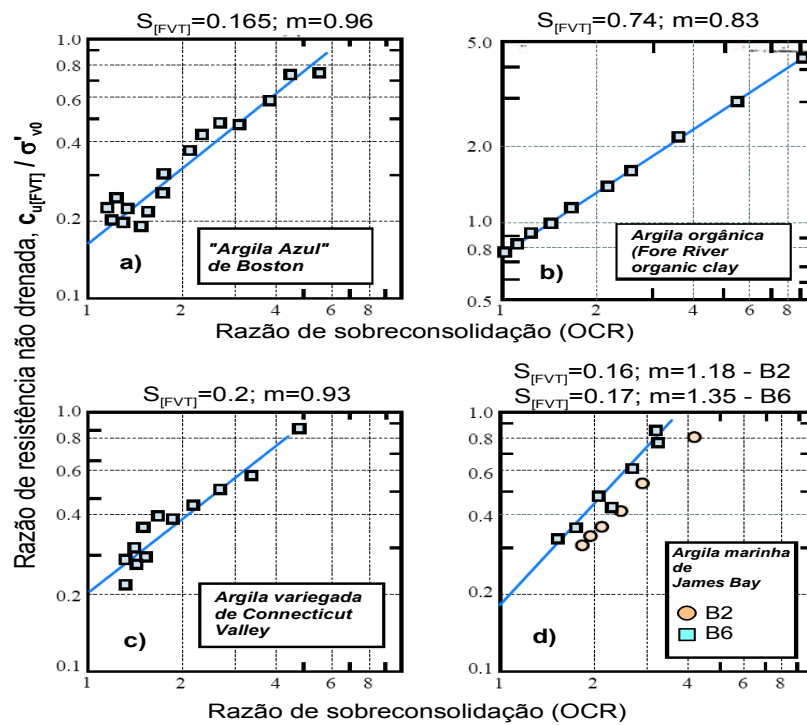 S[FVT]=0.165; m=0.96
S[FVT]=0.74; m=0.83
Razão de resistência não drenada, cu[FVT] / σ'v0
1.0
0.8
0.6
0.4
0.2
0.1
a)
"Argila Azul"
de Boston
1 2 4 6 8
5.0
2.0
1.0
0.8
0.5
b)
Argila orgânica
(Fore River
organic clay
1 2 4 6 8
Razão de sobreconsolidação (OCR)
S[FVT]=0.2; m=0.93
S[FVT]=0.16; m=1.18 - B2
S[FVT]=0.17; m=1.35 - B6
1.0
0.8
0.6
0.4
0.2
0.1
c)
Argila variegada
de Connecticut
Valley
1 2 4 6 8
1.0
0.8
0.6
0.4
0.2
0.1
d)
Argila marinha
de
James Bay
B2
B6
1 2 4 6 8
Razão de sobreconsolidação (OCR)